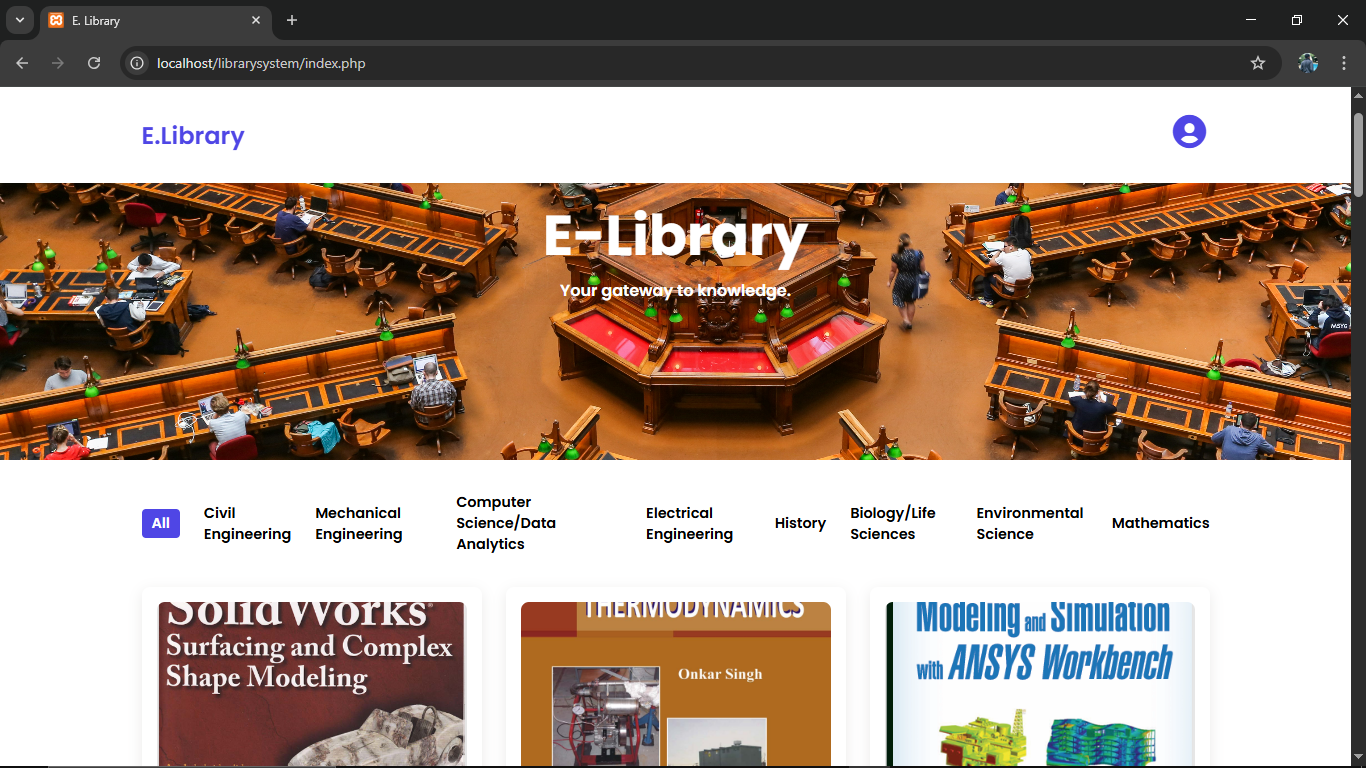 E. Library
localhost/librarysystem/index.php
E.Library
E-Library
Your gateway to knowledge.
All
Civil
Engineering
Mechanical
Engineering
Computer
Science/Data
Analytics
Electrical
Engineering
History
Biology/Life
Sciences
Environmental
Science
Mathematics
SolidWorks
Surfacing and Complex
Shape Modeling
THERMODYNAMICS
Onkar Singh
Modeling and Simulation
with ANSYS Workbench